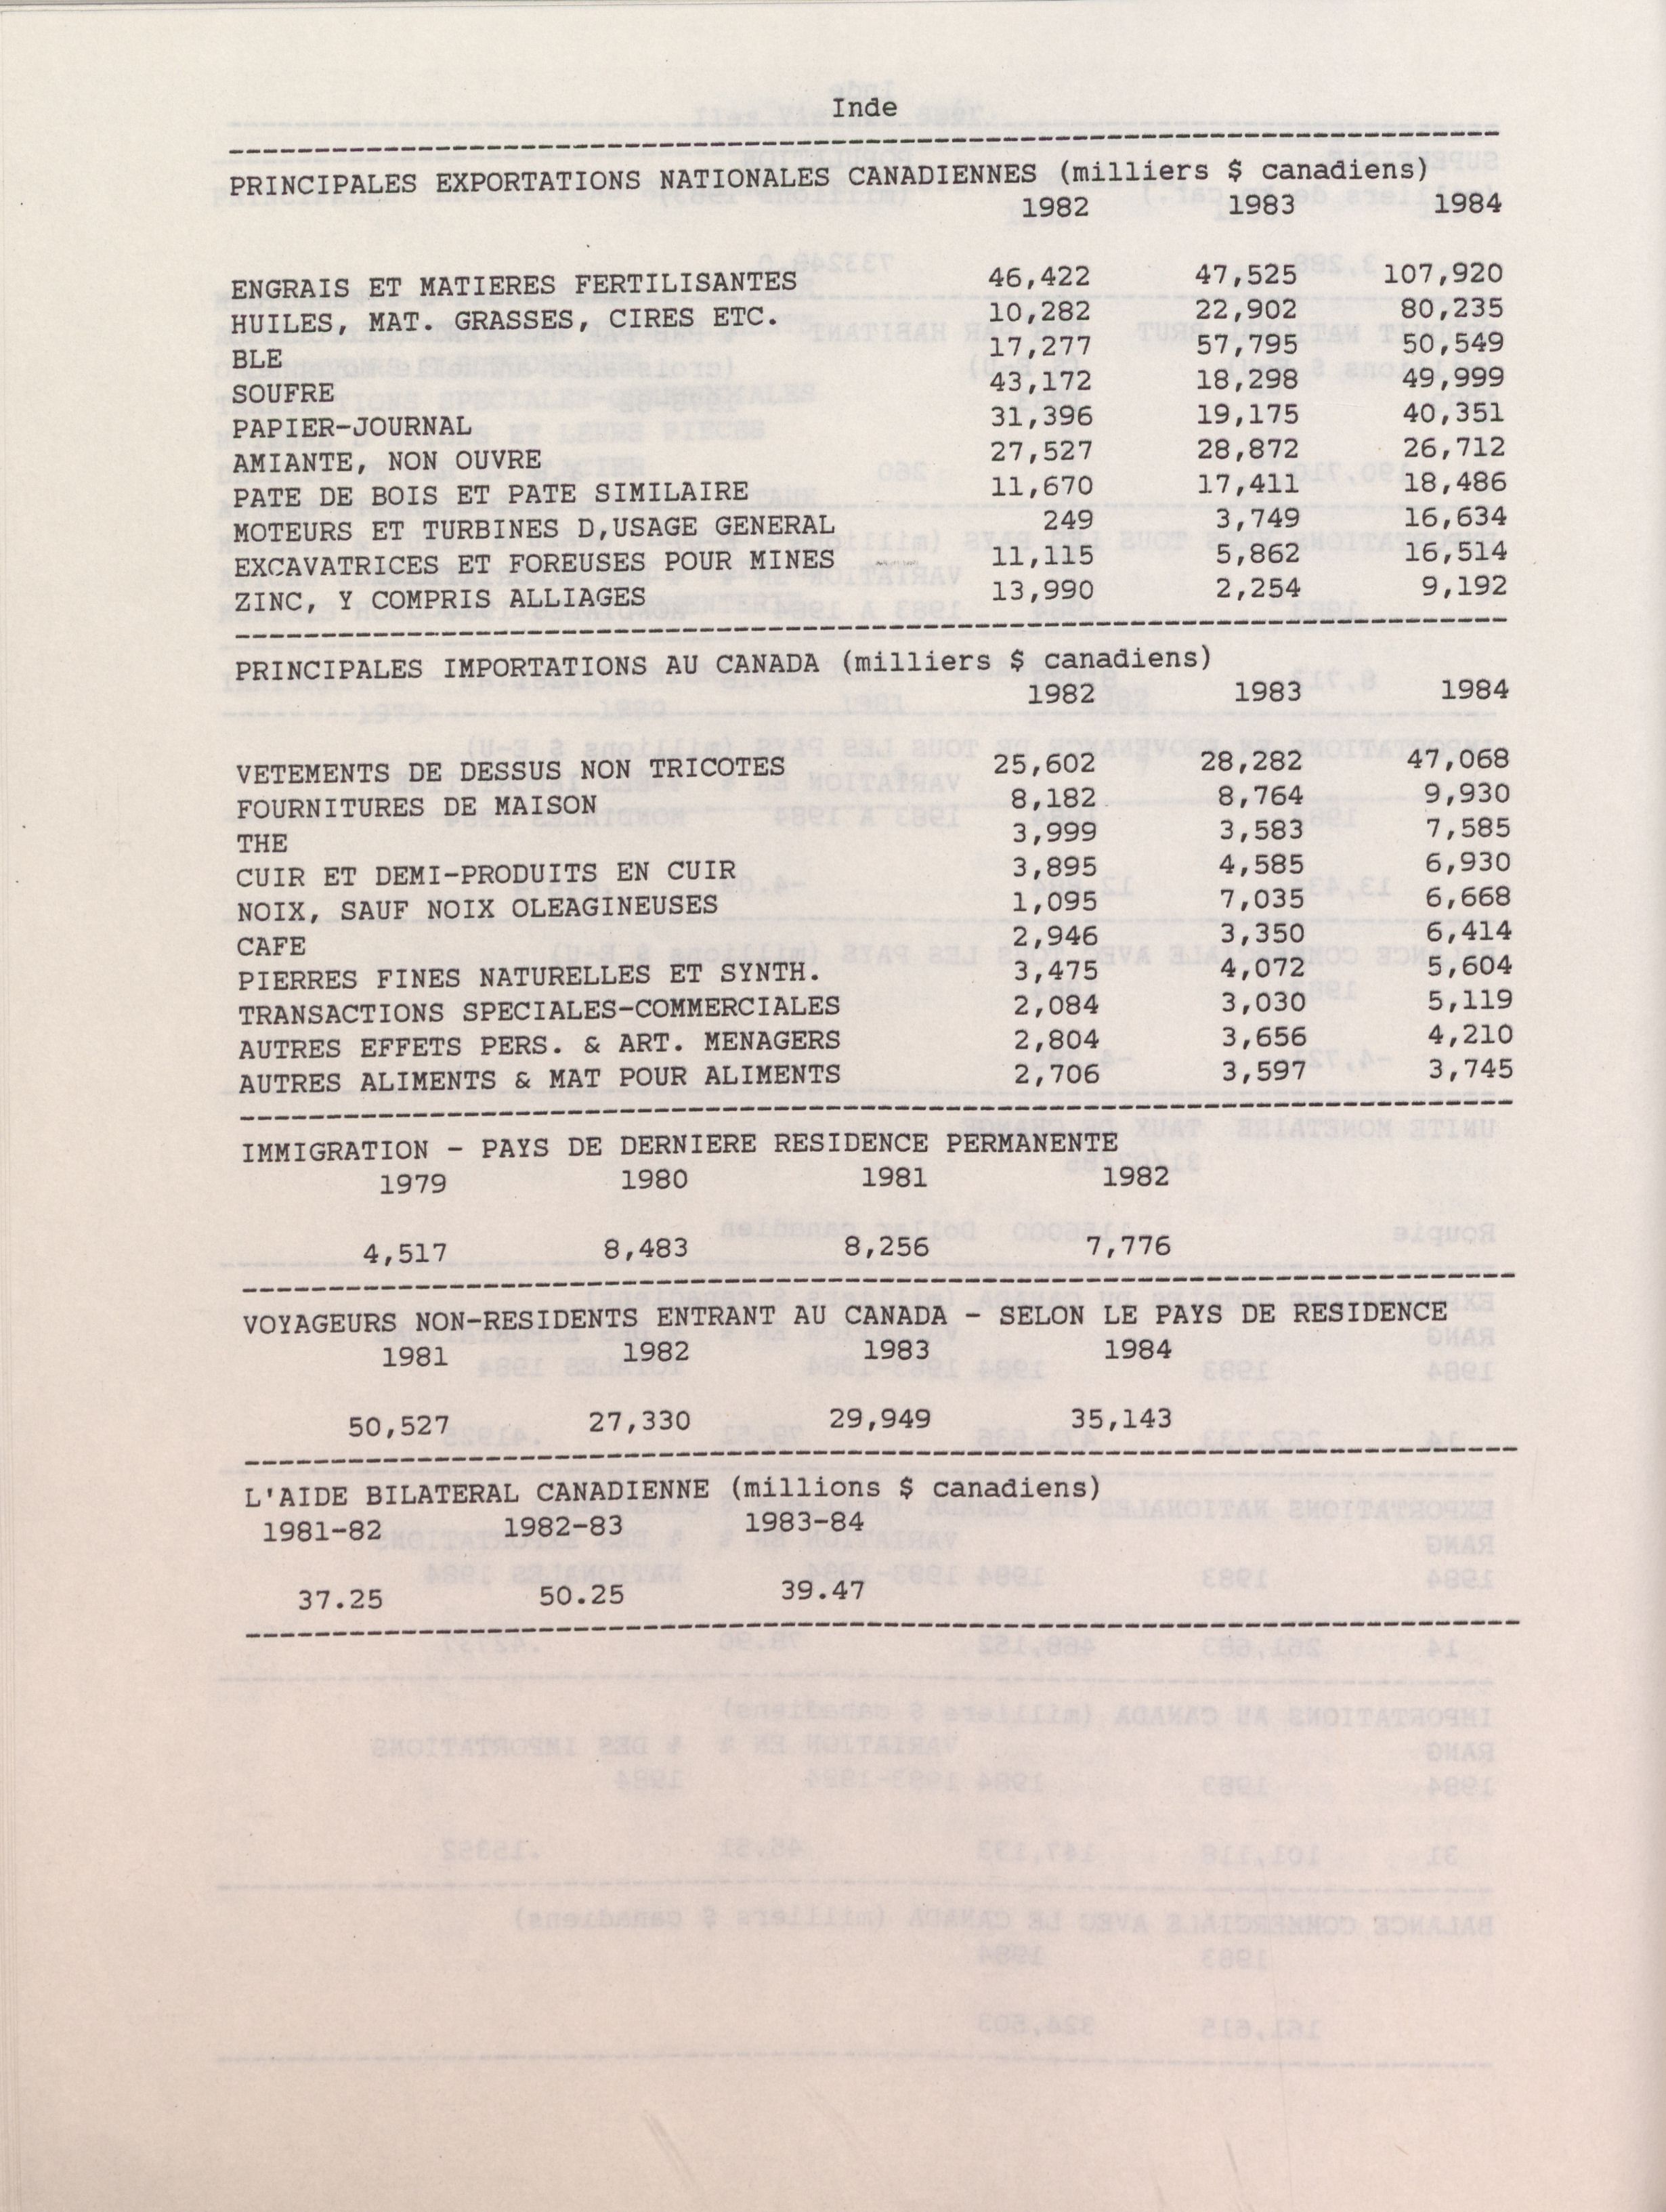 Inde
PRINCIPALES EXPORTATIONS NATIONALES CANADIENNES (milliers $ canadiens)
1982 1983 1984
ENGRAIS ET MATIERES FERTILISANTES 46,422 47,525 107,920
HUILES, MAT. GRASSES, CIRES ETC. 10,282 22,902 80,235
BLE 17,277 57,795 50,549
SOUFRE 43,172 18,298 49,999
PAPIER-JOURNAL 31,396 19,175 40,351
AMIANTE, NON OUVRE 27,527 28,872 26,712
PATE DE BOIS ET PATE SIMILAIRE 11,670 17,411 18,486
MOTEURS ET TURBINES D,USAGE GENERAL 249 3,749 16,634
EXCAVATRICES ET FOREUSES POUR MINES 11,115 5,862 16,514
ZINC, Y COMPRIS ALLIAGES 13,990 2,254 9,192
PRINCIPALES IMPORTATIONS AU CANADA (milliers $ canadiens)
1982 1983 1984
VETEMENTS DE DESSUS NON TRICOTES 25,602 28,282 47,068
FOURNITURES DE MAISON 8,182 8,764 9,930
THE 3,999 3,583 7,585
CUIR ET DEMI-PRODUITS EN CUIR 3,895 4,585 6,930
NOIX, SAUF NOIX OLEAGINEUSES 1,095 7,035 6,668
CAFE 2,946 3,350 6,414
PIERRES FINES NATURELLES ET SYNTH. 3,475 4,072 5,604
TRANSACTIONS SPECIALES-COMMERCIALES 2,084 3,030 5,119
AUTRES EFFETS PERS. & ART. MENAGERS 2,804 3,656 4,210
AUTRES ALIMENTS & MAT POUR ALIMENTS 2,706 3,597 3,745
IMMIGRATION - PAYS DE DERNIERE RESIDENCE PERMANENTE
1979 1980 1981 1982
4,517 8,483 8,256 7,776
VOYAGEURS NON-RESIDENTS ENTRANT AU CANADA - SELON LE PAYS DE RESIDENCE
1981 1982 1983 1984
50,527 27,330 29,949 35,143
L'AIDE BILATERAL CANADIENNE (millions $ canadiens)
1981-82 1982-83 1983-84
37.25 50.25 39.47